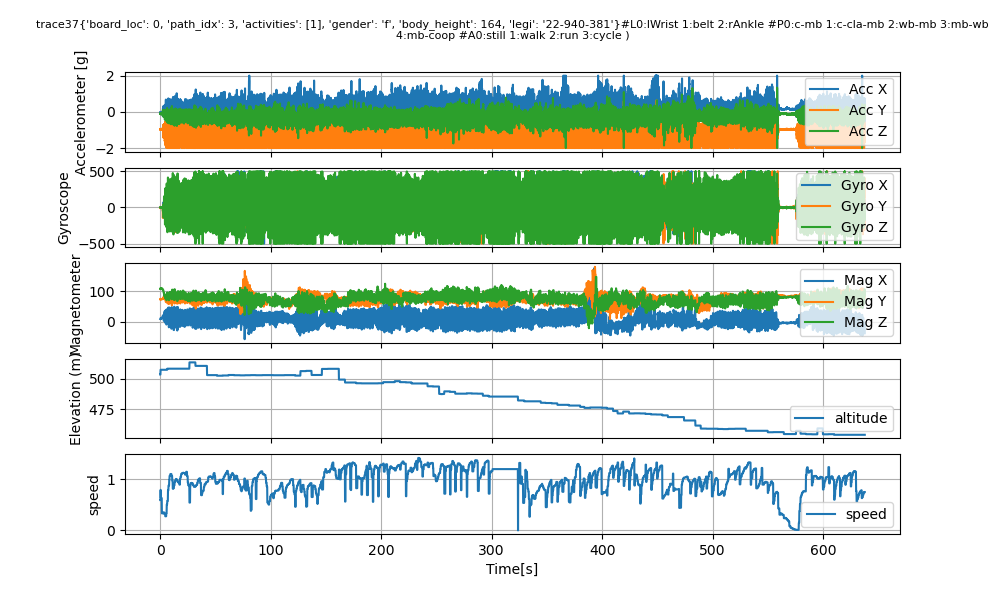 trace37{'board_loc': 0, 'path_idx': 3, 'activities': [1], 'gender': 'f', 'body_height': 164, 'legi': '22-940-381'}#L0:lWrist 1:belt 2:rAnkle #P0:c-mb 1:c-cla-mb 2:wb-mb 3:mb-wb
4:mb-coop #A0:still 1:walk 2:run 3:cycle )
Accelerometer [g]
2
0
−2
Acc X
Acc Y
Acc Z
Gyroscope
500
0
−500
Gyro X
Gyro Y
Gyro Z
Magnetometer
100
0
Mag X
Mag Y
Mag Z
Elevation (m)
500
475
altitude
speed
1
0
speed
0
100
200
300
400
500
600
Time[s]